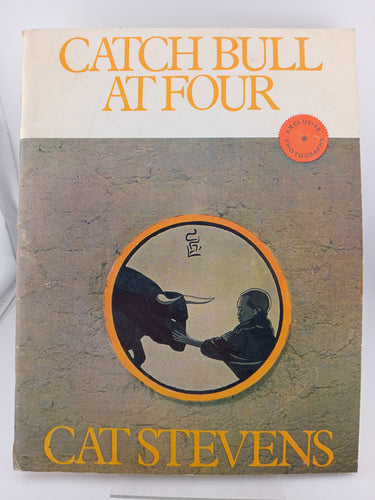 CATCH BULL
AT FOUR
EXCLUSIVE
PHOTOGRAPHS
CAT STEVENS